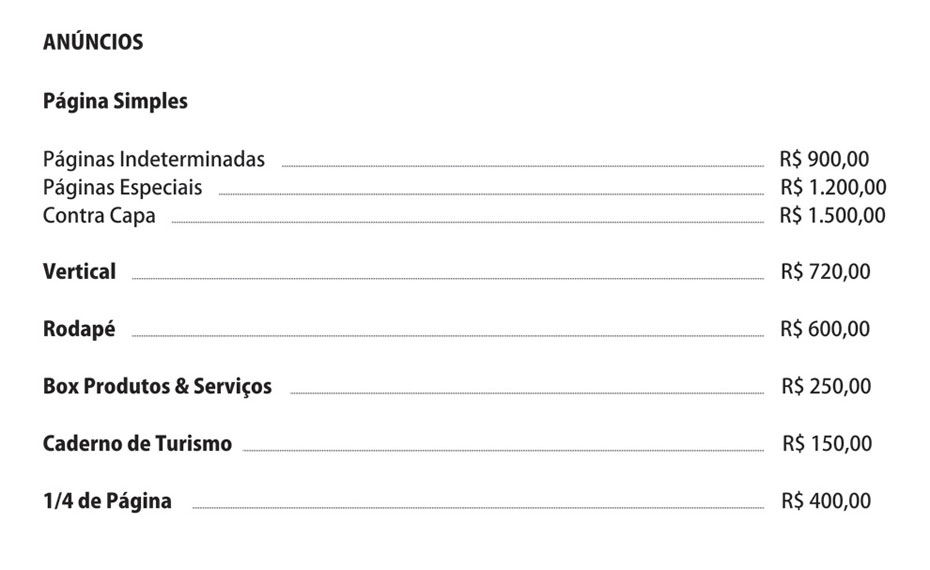 ANÚNCIOS
Página Simples
Páginas Indeterminadas R$ 900,00
Páginas Especiais R$ 1.200,00
Contra Capa R$ 1.500,00
Vertical R$ 720,00
Rodapé R$ 600,00
Box Produtos & Serviços R$ 250,00
Caderno de Turismo R$ 150,00
1/4 de Página R$ 400,00